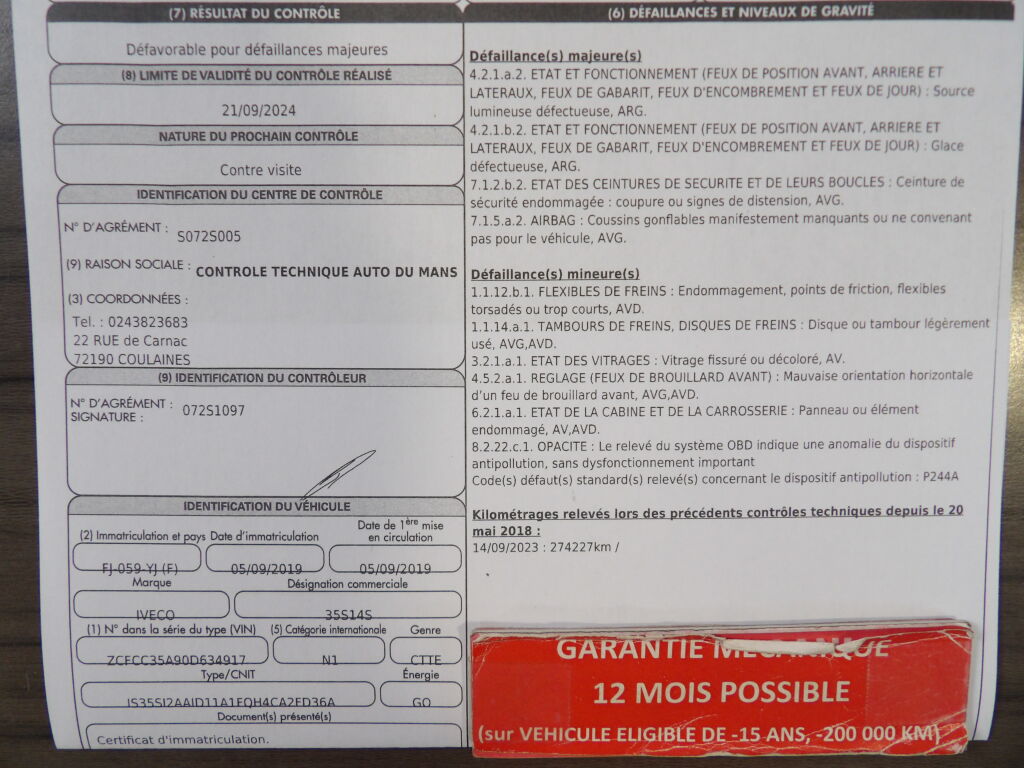 (7) RÉSULTAT DU CONTRÔLE
Défavorable pour défaillances majeures
(8) LIMITE DE VALIDITÉ DU CONTRÔLE RÉALISÉ
21/09/2024
NATURE DU PROCHAIN CONTRÔLE
Contre visite
IDENTIFICATION DU CENTRE DE CONTRÔLE
N° D'AGRÉMENT : S072S005
(9) RAISON SOCIALE : CONTROLE TECHNIQUE AUTO DU MANS
(3) COORDONNÉES :
Tel. : 0243823683
22 RUE de Carnac
72190 COULAINES
(9) IDENTIFICATION DU CONTRÔLEUR
N° D'AGRÉMENT : 072S1097
SIGNATURE :
IDENTIFICATION DU VÉHICULE
(2) Immatriculation et pays Date d'immatriculation Date de 1ère mise en circulation
FJ-059-YJ (F) 05/09/2019 05/09/2019
Marque Désignation commerciale
IVECO 35S14S
(1) N° dans la série du type (VIN) (5) Catégorie internationale Genre
ZCFCC35A90D634917 N1 CTTE
Type/CNIT Énergie
IS35SI2AAID11A1FQH4CA2ED36A GO
Document(s) présenté(s)
Certificat d'immatriculation.
(6) DÉFAILLANCES ET NIVEAUX DE GRAVITÉ
Défaillance(s) majeure(s)
4.2.1.a.2. ETAT ET FONCTIONNEMENT (FEUX DE POSITION AVANT, ARRIERE ET
LATERAUX, FEUX DE GABARIT, FEUX D'ENCOMBREMENT ET FEUX DE JOUR) : Source
lumineuse défectueuse, ARG.
4.2.1.b.2. ETAT ET FONCTIONNEMENT (FEUX DE POSITION AVANT, ARRIERE ET
LATERAUX, FEUX DE GABARIT, FEUX D'ENCOMBREMENT ET FEUX DE JOUR) : Glace
défectueuse, ARG.
7.1.2.b.2. ETAT DES CEINTURES DE SECURITE ET DE LEURS BOUCLES : Ceinture de
sécurité endommagée : coupure ou signes de distension, AVG.
7.1.5.a.2. AIRBAG : Coussins gonflables manifestement manquants ou ne convenant
pas pour le véhicule, AVG.
Défaillance(s) mineure(s)
1.1.12.b.1. FLEXIBLES DE FREINS : Endommagement, points de friction, flexibles
torsadés ou trop courts, AVD.
1.1.14.a.1. TAMBOURS DE FREINS, DISQUES DE FREINS : Disque ou tambour légèrement
usé, AVG,AVD.
3.2.1.a.1. ETAT DES VITRAGES : Vitrage fissuré ou décoloré, AV.
4.5.2.a.1. REGLAGE (FEUX DE BROUILLARD AVANT) : Mauvaise orientation horizontale
d'un feu de brouillard avant, AVG,AVD.
6.2.1.a.1. ETAT DE LA CABINE ET DE LA CARROSSERIE : Panneau ou élément
endommagé, AV,AVD.
8.2.22.c.1. OPACITE : Le relevé du système OBD indique une anomalie du dispositif
antipollution, sans dysfonctionnement important
Code(s) défaut(s) standard(s) relevé(s) concernant le dispositif antipollution : P244A
Kilométrages relevés lors des précédents contrôles techniques depuis le 20
mai 2018 :
14/09/2023 : 274227km /
GARANTIE MECANIQUE
12 MOIS POSSIBLE
(sur VEHICULE ELIGIBLE DE -15 ANS, -200 000 KM)